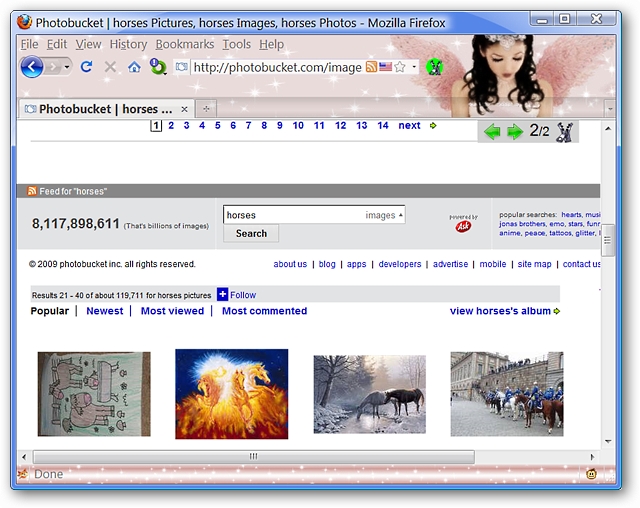 Photobucket | horses Pictures, horses Images, horses Photos - Mozilla Firefox
File Edit View History Bookmarks Tools Help
http://photobucket.com/image
Photobucket | horses ...
1 2 3 4 5 6 7 8 9 10 11 12 13 14 next
2/2
Feed for "horses"
8,117,898,611 (That's billions of images)
horses images
Search
powered by
Ask
popular searches: hearts, musi
jonas brothers, emo, stars, funn
anime, peace, tattoos, glitter, l
© 2009 photobucket inc. all rights reserved.
about us | blog | apps | developers | advertise | mobile | site map | contact us
Results 21 - 40 of about 119,711 for horses pictures + Follow
Popular | Newest | Most viewed | Most commented
view horses's album
Done